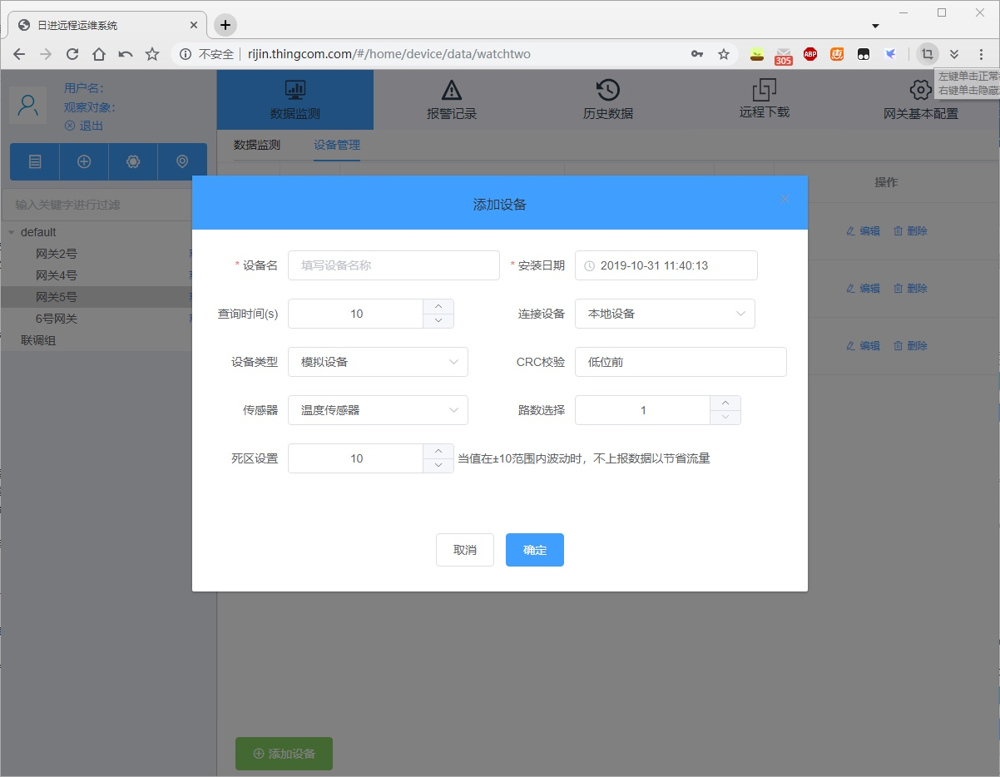 日进远程运维系统
不安全 rijin.thingcom.com/#/home/device/data/watchtwo
305
ABP
惠
左键单击正常
右键单击隐藏
用户名:
观察对象:
退出
数据监测 报警记录 历史数据 远程下载 网关基本配置
数据监测 设备管理
输入关键字进行过滤
default
网关2号
网关4号
网关5号
6号网关
联调组
操作
编辑 删除
编辑 删除
编辑 删除
添加设备
* 设备名 填写设备名称 * 安装日期 2019-10-31 11:40:13
查询时间(s) 10 连接设备 本地设备
设备类型 模拟设备 CRC校验 低位前
传感器 温度传感器 路数选择 1
死区设置 10 当值在±10范围内波动时，不上报数据以节省流量
取消 确定
添加设备